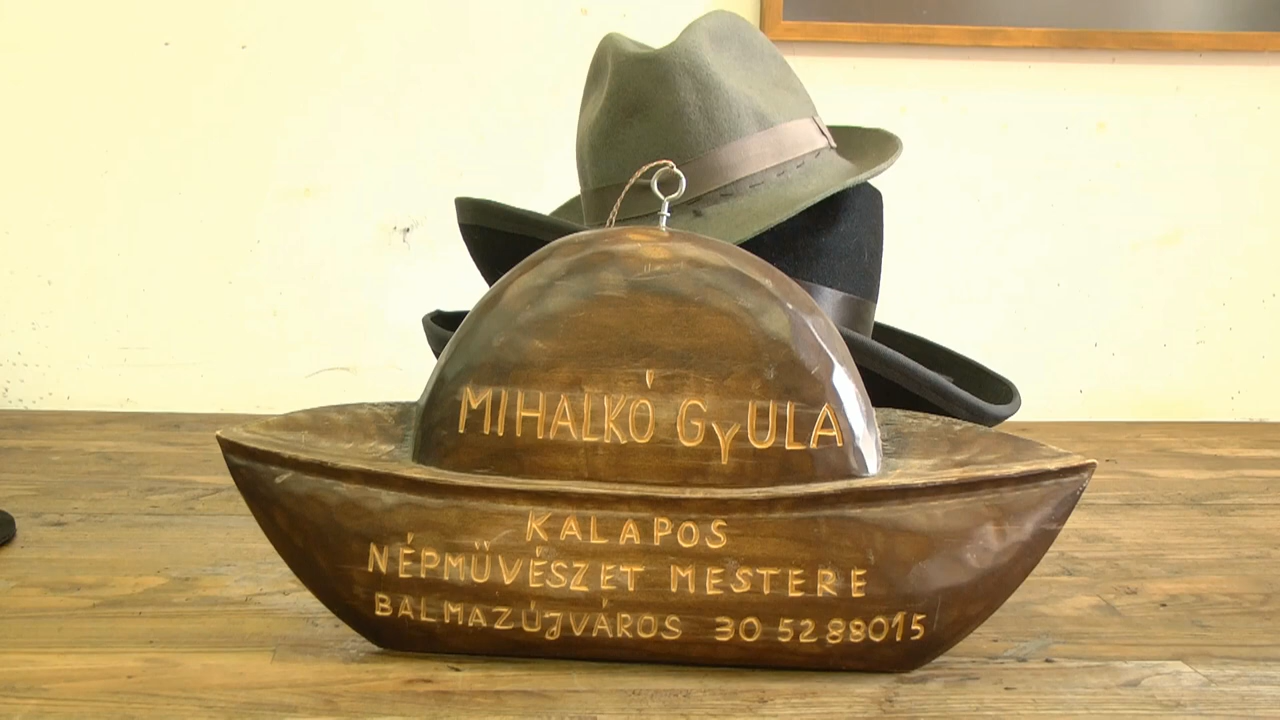 MIHALKÓ GYULA
KALAPOS
NÉPMŰVÉSZET MESTERE
BALMAZÚJVÁROS 30 5288015